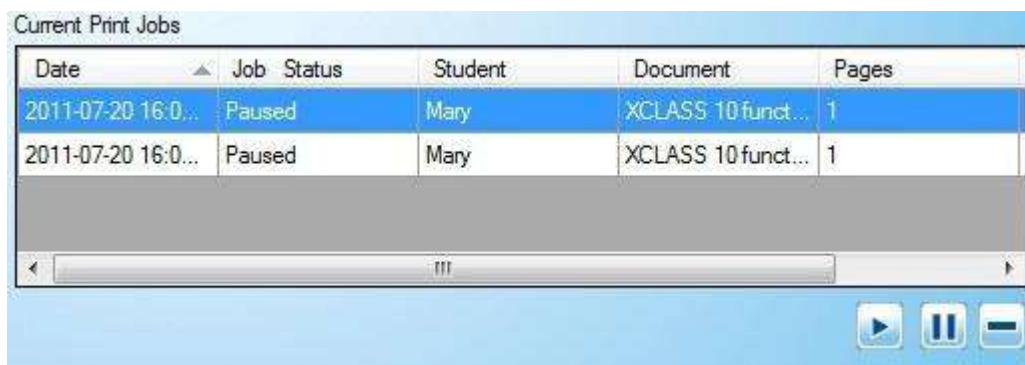 Current Print Jobs
Date Job Status Student Document Pages
2011-07-20 16:0... Paused Mary XCLASS 10 funct... 1
2011-07-20 16:0... Paused Mary XCLASS 10 funct... 1